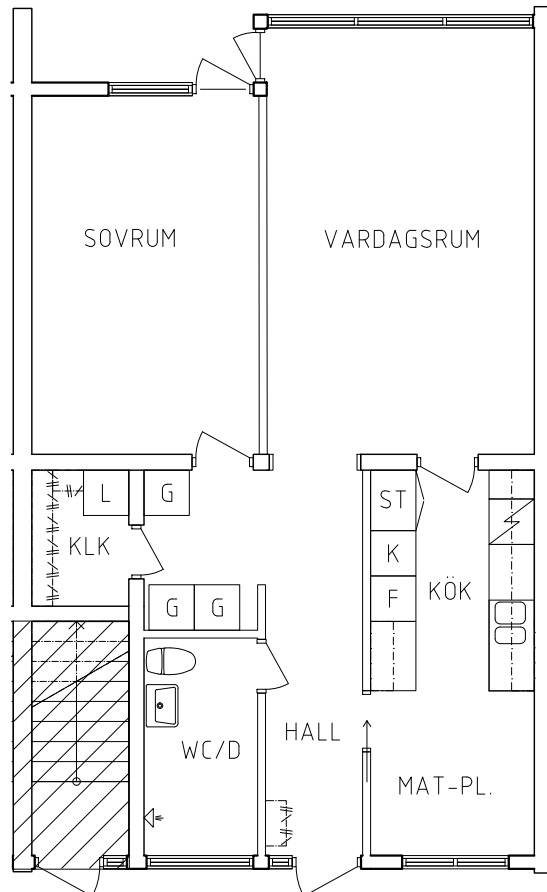 SOVRUM
VARDAGSRUM
L
G
ST
KLK
K
KÖK
F
G
G
HALL
WC/D
MAT-PL.